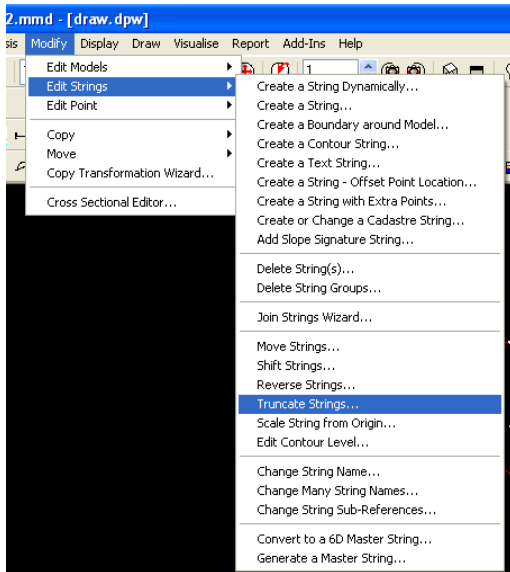 2.mmd - [draw.dpw]
sis Modify Display Draw Visualise Report Add-Ins Help
1
Edit Models
Edit Strings
Edit Point
Copy
Move
Copy Transformation Wizard...
Cross Sectional Editor...
Create a String Dynamically...
Create a String...
Create a Boundary around Model...
Create a Contour String...
Create a Text String...
Create a String - Offset Point Location...
Create a String with Extra Points...
Create or Change a Cadastre String...
Add Slope Signature String...
Delete String(s)...
Delete String Groups...
Join Strings Wizard...
Move Strings...
Shift Strings...
Reverse Strings...
Truncate Strings...
Scale String from Origin...
Edit Contour Level...
Change String Name...
Change Many String Names...
Change String Sub-References...
Convert to a 6D Master String...
Generate a Master String...